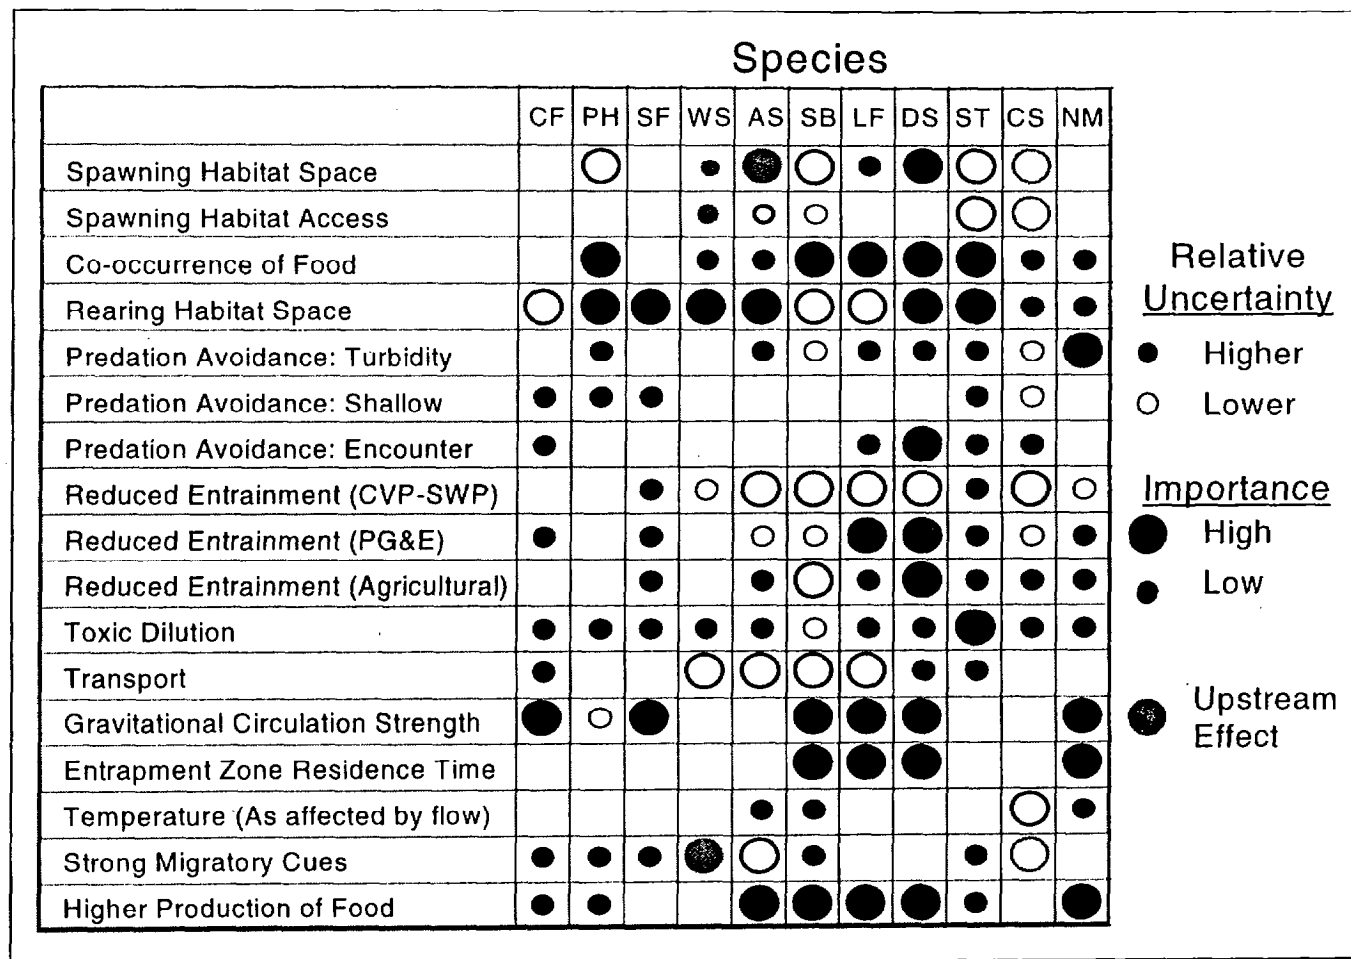 Species
CF PH SF WS AS SB LF DS ST CS NM
Spawning Habitat Space
Spawning Habitat Access
Co-occurrence of Food
Rearing Habitat Space
Predation Avoidance: Turbidity
Predation Avoidance: Shallow
Predation Avoidance: Encounter
Reduced Entrainment (CVP-SWP)
Reduced Entrainment (PG&E)
Reduced Entrainment (Agricultural)
Toxic Dilution
Transport
Gravitational Circulation Strength
Entrapment Zone Residence Time
Temperature (As affected by flow)
Strong Migratory Cues
Higher Production of Food
Relative
Uncertainty
Higher
Lower
Importance
High
Low
Upstream
Effect